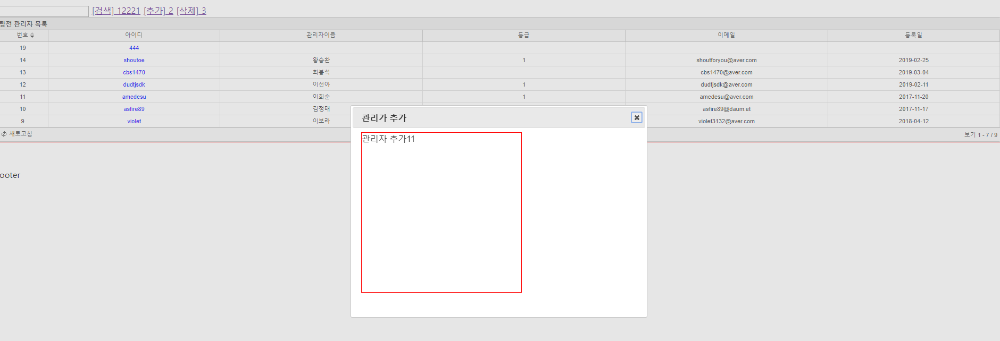 [검색] 12221 [추가] 2 [삭제] 3
탕전 관리자 목록
번호 아이디 관리자이름 등급 이메일 등록일
19 444
14 shoutoe 왕승환 1 shoutforyou@aver.com 2019-02-25
13 cbs1470 최봉석 cbs1470@aver.com 2019-03-04
12 dudtjsdk 이선아 1 dudtjsdk@aver.com 2019-02-11
11 amedesu 이희순 1 amedesu@aver.com 2017-11-20
10 asfire89 김정태 asfire89@daum.et 2017-11-17
9 violet 이보라 violet3132@aver.com 2018-04-12
새로고침 보기 1 - 7 / 9
관리가 추가
관리자 추가11
ooter